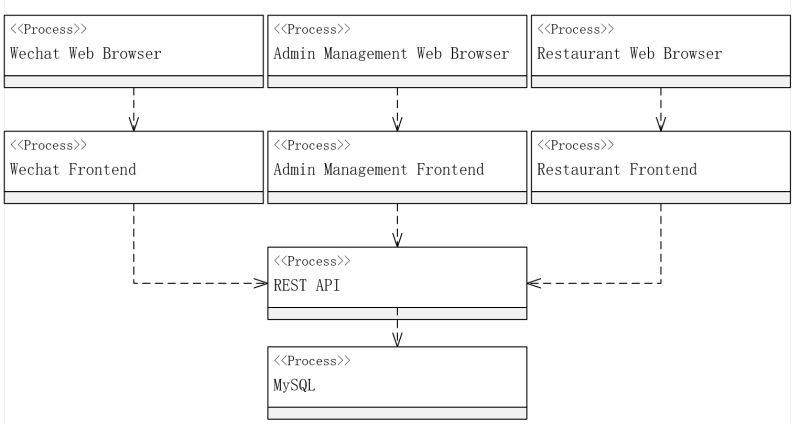 <<Process>>
Wechat Web Browser
<<Process>>
Admin Management Web Browser
<<Process>>
Restaurant Web Browser
<<Process>>
Wechat Frontend
<<Process>>
Admin Management Frontend
<<Process>>
Restaurant Frontend
<<Process>>
REST API
<<Process>>
MySQL